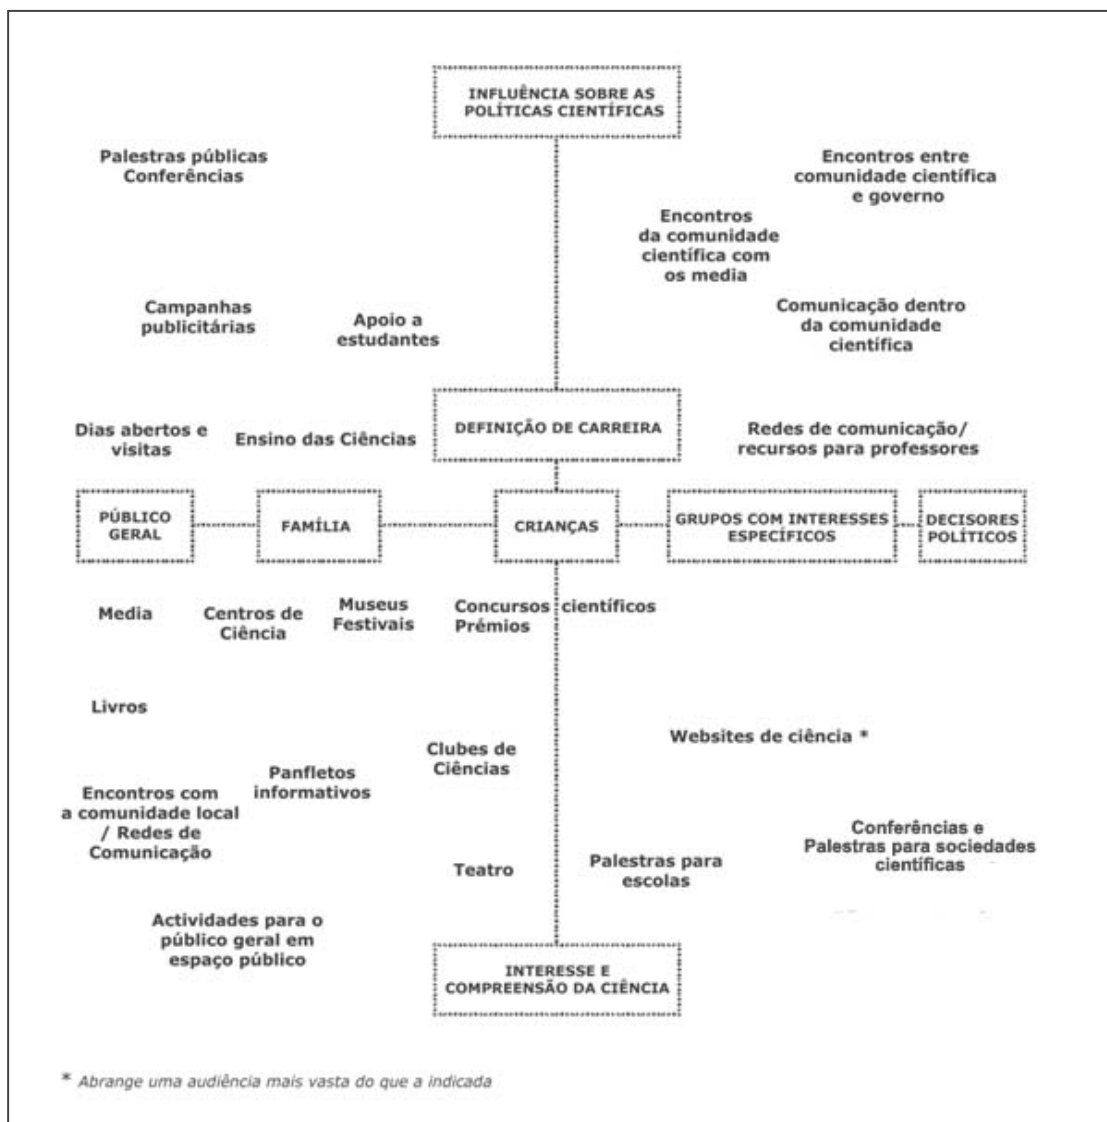 INFLUÊNCIA SOBRE AS
POLÍTICAS CIENTÍFICAS
Palestras públicas
Conferências
Encontros entre
comunidade científica
e governo
Encontros
da comunidade
científica com
os media
Campanhas
publicitárias
Apoio a
estudantes
Comunicação dentro
da comunidade
científica
Dias abertos e
visitas
Ensino das Ciências
DEFINIÇÃO DE CARREIRA
Redes de comunicação/
recursos para professores
PÚBLICO
GERAL
FAMÍLIA
CRIANÇAS
GRUPOS COM INTERESSES
ESPECÍFICOS
DECISORES
POLÍTICOS
Media
Centros de
Ciência
Museus
Festivais
Concursos científicos
Prémios
Livros
Websites de ciência *
Clubes de
Ciências
Panfletos
informativos
Encontros com
a comunidade local
/ Redes de
Comunicação
Conferências e
Palestras para sociedades
científicas
Teatro
Palestras para
escolas
Actividades para o
público geral em
espaço público
INTERESSE E
COMPREENSÃO DA CIÊNCIA
* Abrange uma audiência mais vasta do que a indicada